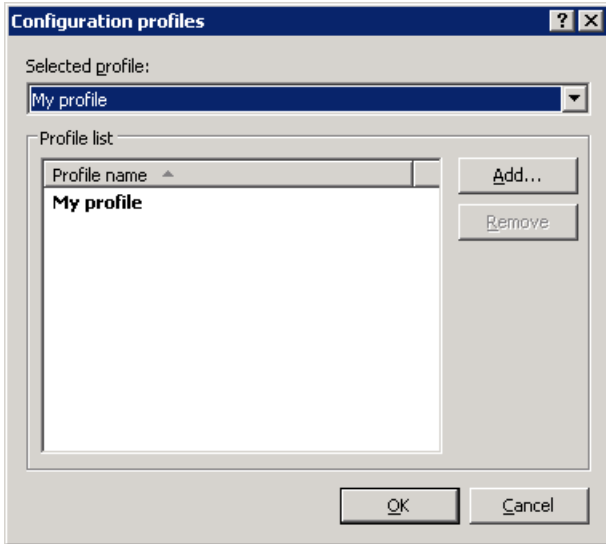 Configuration profiles
Selected profile:
My profile
Profile list
Profile name
My profile
Add...
Remove
OK
Cancel